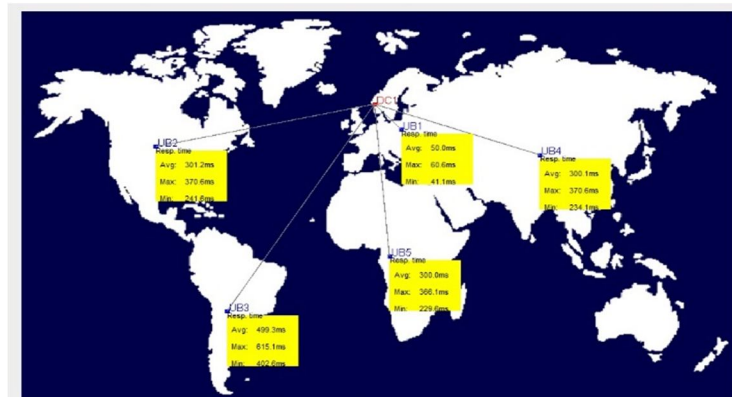 DC1
UB1
Resp. time
Avg: 50.0ms
Max: 60.6ms
Min: 41.1ms
UB2
Resp. time
Avg: 301.2ms
Max: 370.6ms
Min: 241.6ms
UB4
Resp. time
Avg: 300.1ms
Max: 370.6ms
Min: 234.1ms
UB5
Resp. time
Avg: 300.0ms
Max: 366.1ms
Min: 229.6ms
UB3
Resp. time
Avg: 499.3ms
Max: 615.1ms
Min: 402.6ms